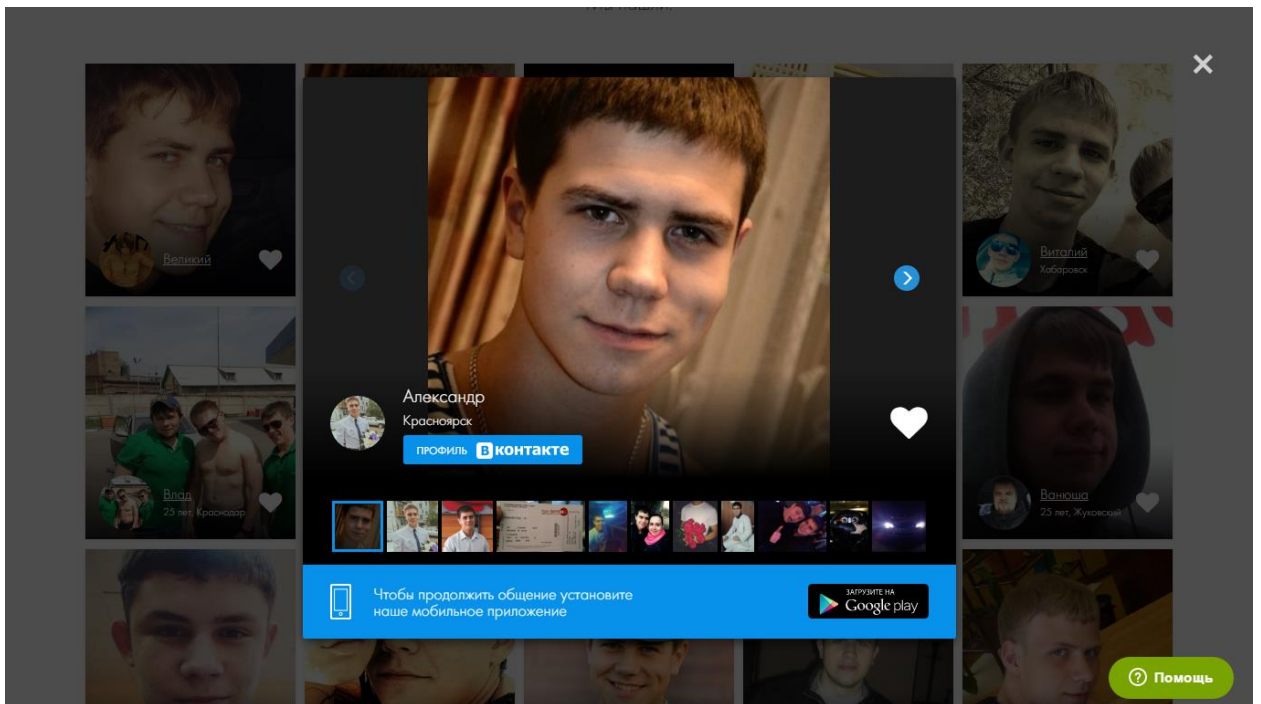 Великий
Виталий
Хабаровск
Александр
Красноярск
ПРОФИЛЬ В КОНТАКТЕ
Влад
25 лет, Краснодар
Ванюша
25 лет, Жуковский
Чтобы продолжить общение установите
наше мобильное приложение
ЗАГРУЗИТЕ НА
Google play
Помощь